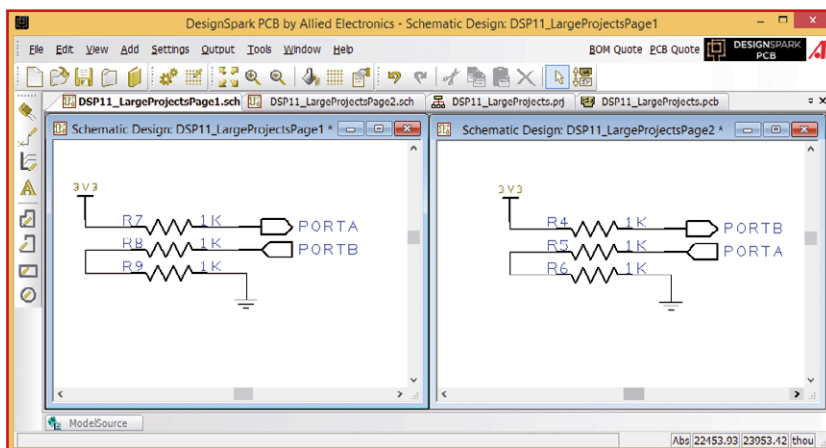 DesignSpark PCB by Allied Electronics - Schematic Design: DSP11_LargeProjectsPage1
File Edit View Add Settings Output Tools Window Help
BOM Quote PCB Quote
DESIGNSPARK
PCB
DSP11_LargeProjectsPage1.sch
DSP11_LargeProjectsPage2.sch
DSP11_LargeProjects.prj
DSP11_LargeProjects.pcb
Schematic Design: DSP11_LargeProjectsPage1 *
3V3
R7 1K PORTA
R8 1K PORTB
R9 1K
Schematic Design: DSP11_LargeProjectsPage2 *
3V3
R4 1K PORTB
R5 1K PORTA
R6 1K
ModelSource
Abs 22453.93 23953.42 thou